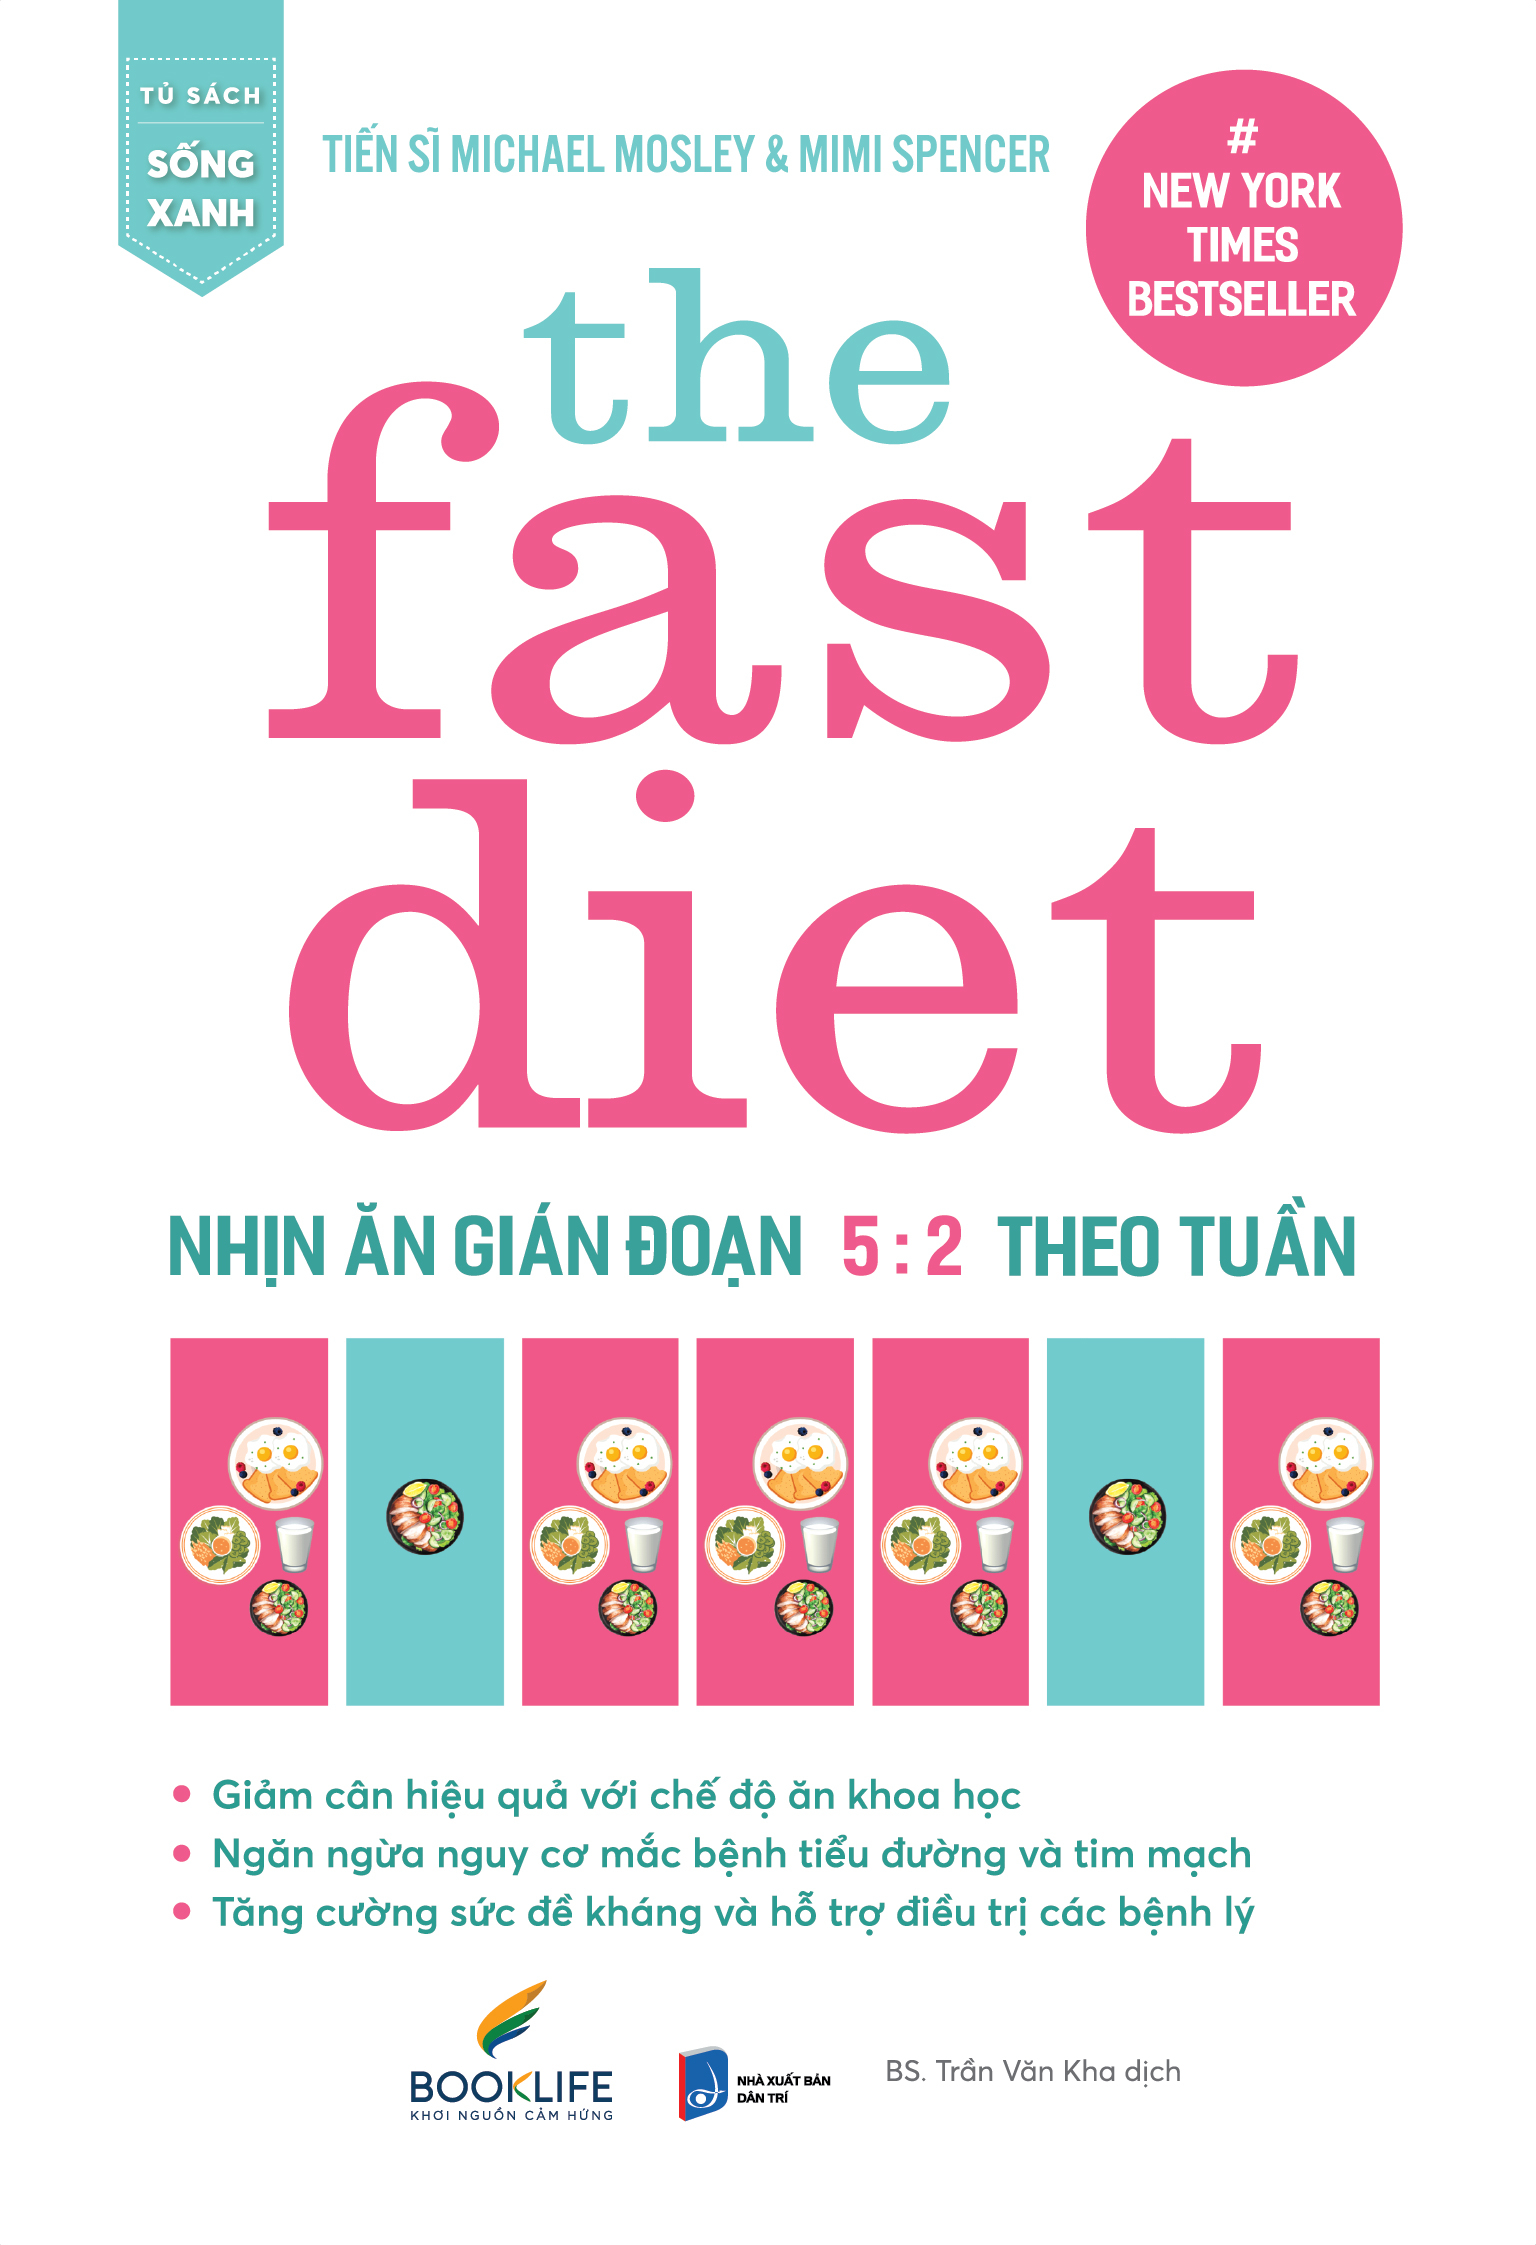 TỦ SÁCH
SỐNG
XANH
TIẾN SĨ MICHAEL MOSLEY & MIMI SPENCER
#
NEW YORK
TIMES
BESTSELLER
the
fast
diet
NHỊN ĂN GIÁN ĐOẠN 5 : 2 THEO TUẦN
• Giảm cân hiệu quả với chế độ ăn khoa học
• Ngăn ngừa nguy cơ mắc bệnh tiểu đường và tim mạch
• Tăng cường sức đề kháng và hỗ trợ điều trị các bệnh lý
BOOKLIFE
KHƠI NGUỒN CẢM HỨNG
NHÀ XUẤT BẢN
DÂN TRÍ
BS. Trần Văn Kha dịch